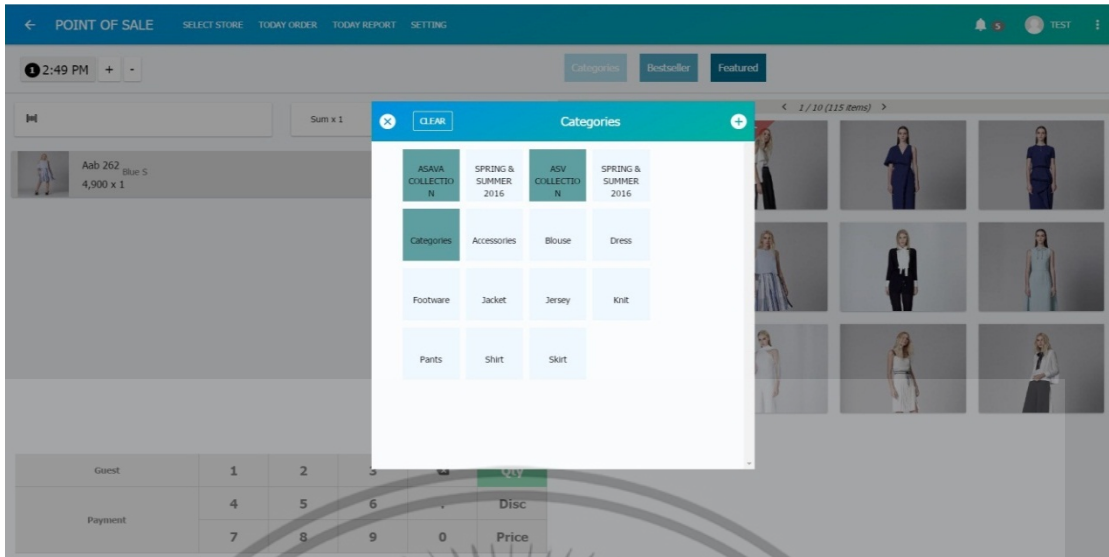 POINT OF SALE SELECT STORE TODAY ORDER TODAY REPORT SETTING 5 TEST
1 2:49 PM + - Categories Bestseller Featured
Sum x 1
1 / 10 (115 items)
CLEAR Categories
Aab 262 Blue S
4,900 x 1
ASAVA
COLLECTIO
N
SPRING &
SUMMER
2016
ASV
COLLECTIO
N
SPRING &
SUMMER
2016
Categories Accessories Blouse Dress
Footware Jacket Jersey Knit
Pants Shirt Skirt
Guest 1 2 3 Qty
Payment
4 5 6 . Disc
7 8 9 0 Price